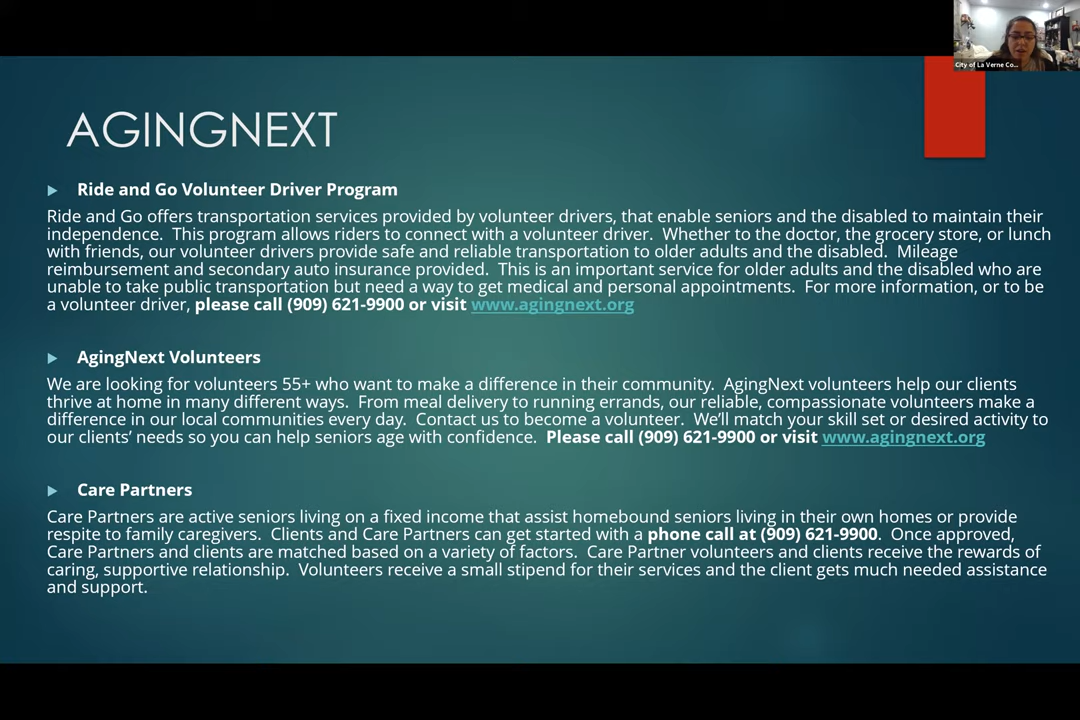 City of La Verne Co...
AGINGNEXT
Ride and Go Volunteer Driver Program
Ride and Go offers transportation services provided by volunteer drivers, that enable seniors and the disabled to maintain their
independence.  This program allows riders to connect with a volunteer driver.  Whether to the doctor, the grocery store, or lunch
with friends, our volunteer drivers provide safe and reliable transportation to older adults and the disabled.  Mileage
reimbursement and secondary auto insurance provided.  This is an important service for older adults and the disabled who are
unable to take public transportation but need a way to get medical and personal appointments.  For more information, or to be
a volunteer driver, please call (909) 621-9900 or visit www.agingnext.org
AgingNext Volunteers
We are looking for volunteers 55+ who want to make a difference in their community.  AgingNext volunteers help our clients
thrive at home in many different ways.  From meal delivery to running errands, our reliable, compassionate volunteers make a
difference in our local communities every day.  Contact us to become a volunteer.  We'll match your skill set or desired activity to
our clients' needs so you can help seniors age with confidence.  Please call (909) 621-9900 or visit www.agingnext.org
Care Partners
Care Partners are active seniors living on a fixed income that assist homebound seniors living in their own homes or provide
respite to family caregivers.  Clients and Care Partners can get started with a phone call at (909) 621-9900.  Once approved,
Care Partners and clients are matched based on a variety of factors.  Care Partner volunteers and clients receive the rewards of
caring, supportive relationship.  Volunteers receive a small stipend for their services and the client gets much needed assistance
and support.